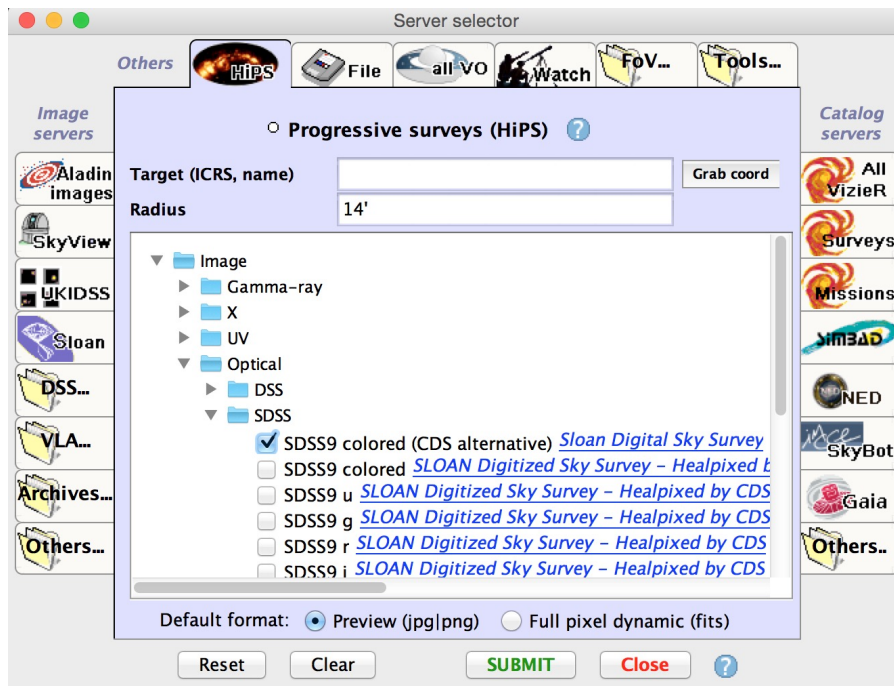 Server selector
Others
HiPS
File
all VO
Watch
FoV...
Tools...
Image
servers
Catalog
servers
Progressive surveys (HiPS) ?
Target (ICRS, name)
Grab coord
Radius
14'
Aladin
images
SkyView
UKIDSS
Sloan
DSS...
VLA...
Archives...
Others...
Image
Gamma-ray
X
UV
Optical
DSS
SDSS
SDSS9 colored (CDS alternative) Sloan Digital Sky Survey
SDSS9 colored SLOAN Digitized Sky Survey - Healpixed b
SDSS9 u SLOAN Digitized Sky Survey - Healpixed by CDS
SDSS9 g SLOAN Digitized Sky Survey - Healpixed by CDS
SDSS9 r SLOAN Digitized Sky Survey - Healpixed by CDS
SDSS9 i SLOAN Digitized Sky Survey - Healpixed by CDS
All
VizieR
Surveys
Missions
SIMBAD
NED
iMCCE
SkyBot
Gaia
Others..
Default format: Preview (jpg|png) Full pixel dynamic (fits)
Reset Clear SUBMIT Close ?